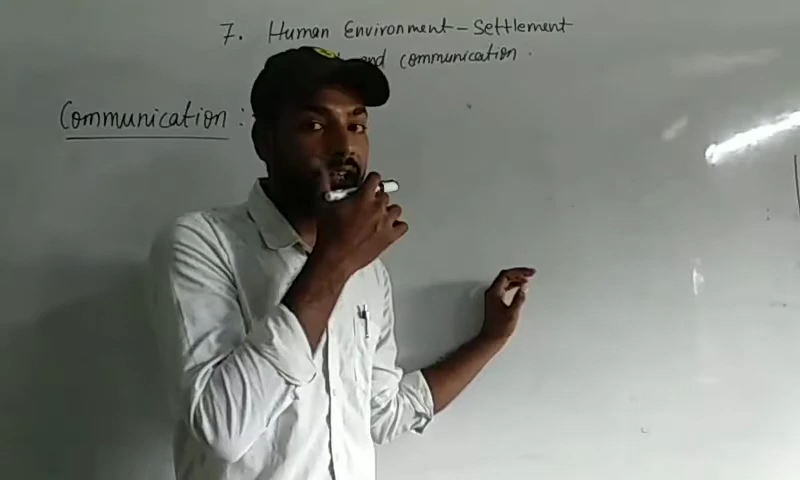 7. Human Environment - Settlement
and communication .
Communication :